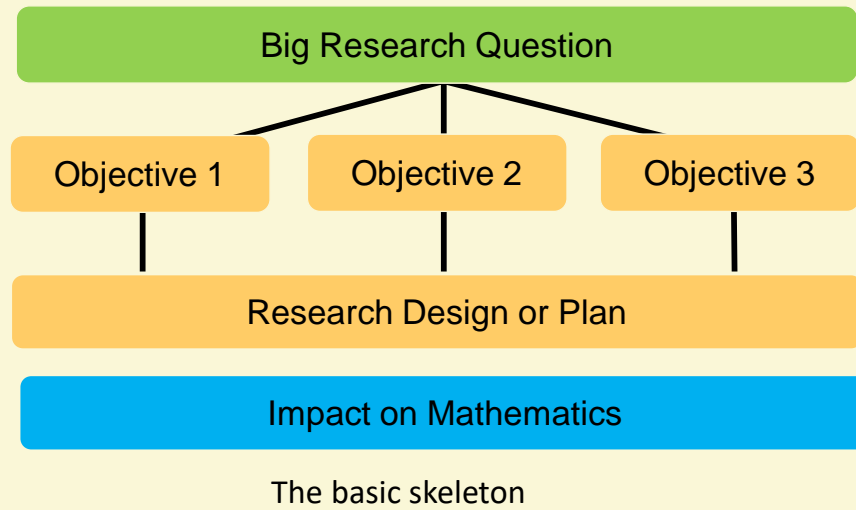 Big Research Question
Objective 1
Objective 2
Objective 3
Research Design or Plan
Impact on Mathematics
The basic skeleton